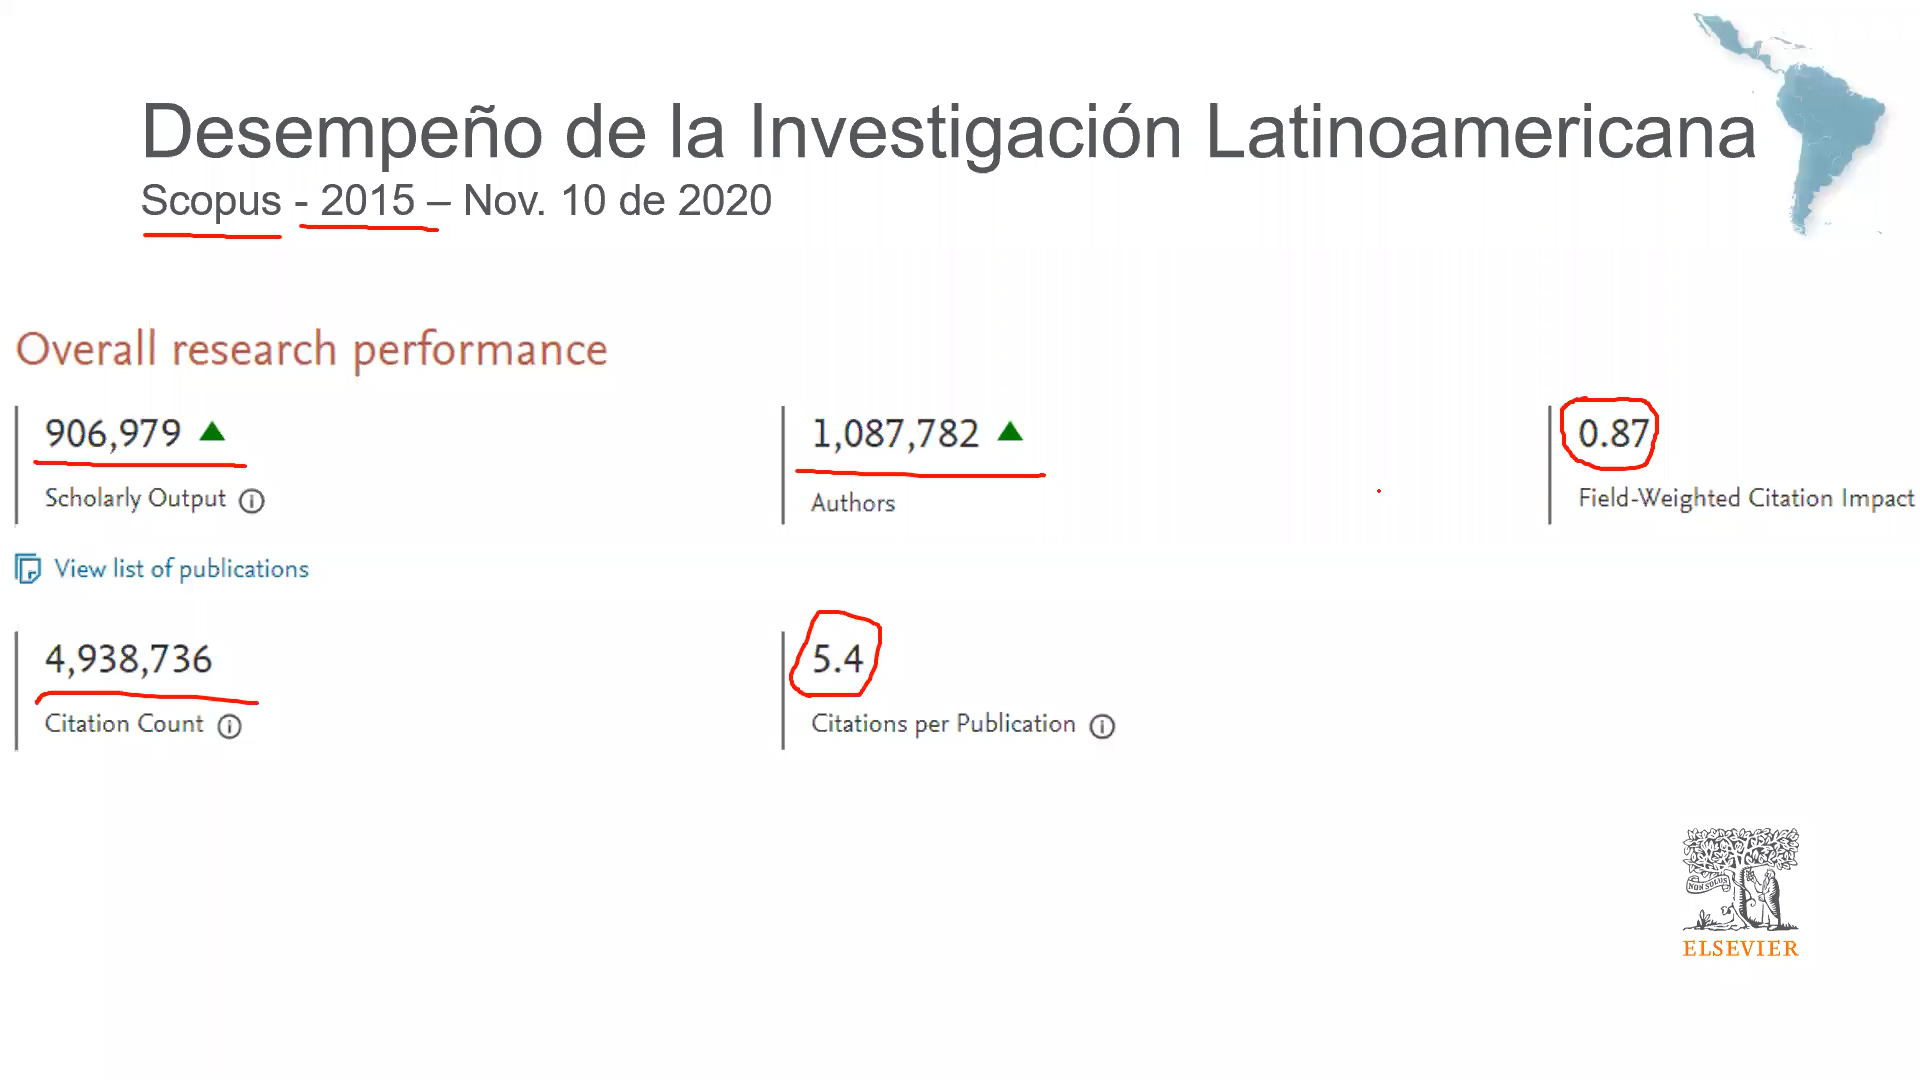 Desempeño de la Investigación Latinoamericana
Scopus - 2015 – Nov. 10 de 2020
Overall research performance
906,979
Scholarly Output
1,087,782
Authors
0.87
Field-Weighted Citation Impact
View list of publications
4,938,736
Citation Count
5.4
Citations per Publication
NON SOLUS
ELSEVIER